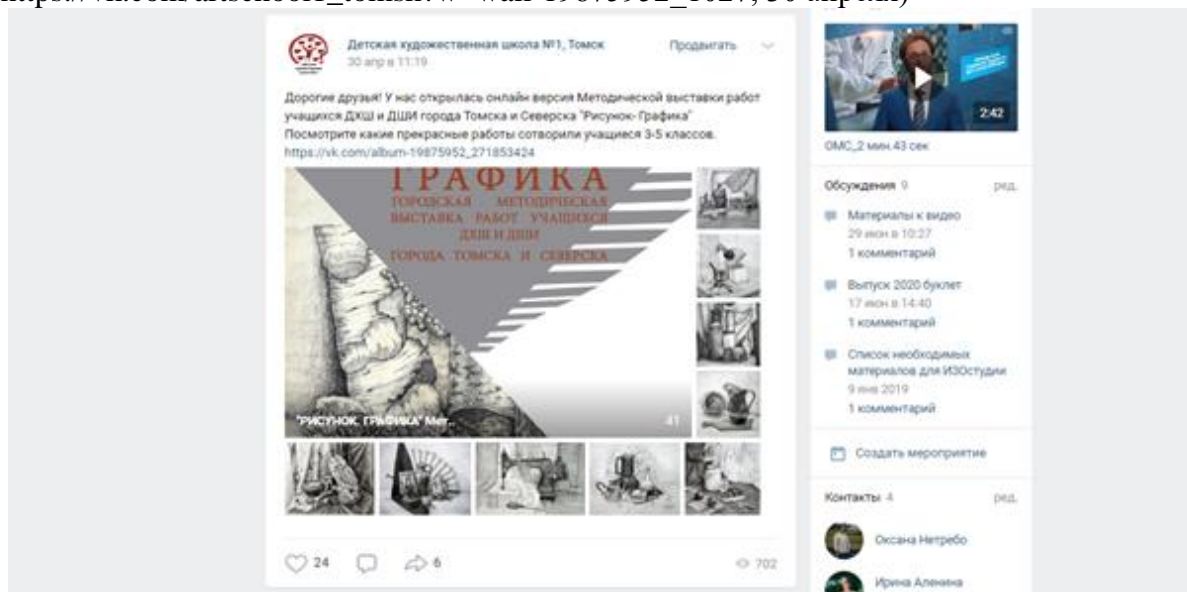 Детская художественная школа №1, Томск
Продвигать
30 апр в 11:19
Дорогие друзья! У нас открылась онлайн версия Методической выставки работ
учащихся ДХШ и ДШИ города Томска и Северска "Рисунок- Графика"
Посмотрите какие прекрасные работы сотворили учащиеся 3-5 классов.
https://vk.com/album-19875952_271853424
ГРАФИКА
ГОРОДСКАЯ МЕТОДИЧЕСКАЯ
ВЫСТАВКА РАБОТ УЧАЩИХСЯ
ДХШ И ДШИ
ГОРОДА ТОМСКА И СЕВЕРСКА
"РИСУНОК. ГРАФИКА" Мет..
41
24
6
702
2:42
ОМС_2 мин.43 сек
Обсуждения 9
ред.
Материалы к видео
29 июн в 10:27
1 комментарий
Выпуск 2020 буклет
17 июн в 14:40
1 комментарий
Список необходимых
материалов для ИЗОстудии
9 янв 2019
1 комментарий
Создать мероприятие
Контакты 4
ред.
Оксана Нетребо
Ирина Аленина